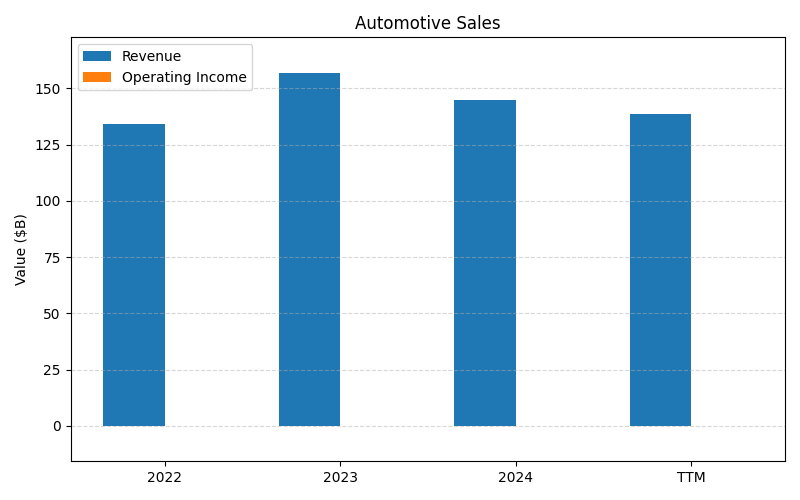 Automotive Sales
Revenue
Operating Income
Value ($B)
150
125
100
75
50
25
0
2022 2023 2024 TTM